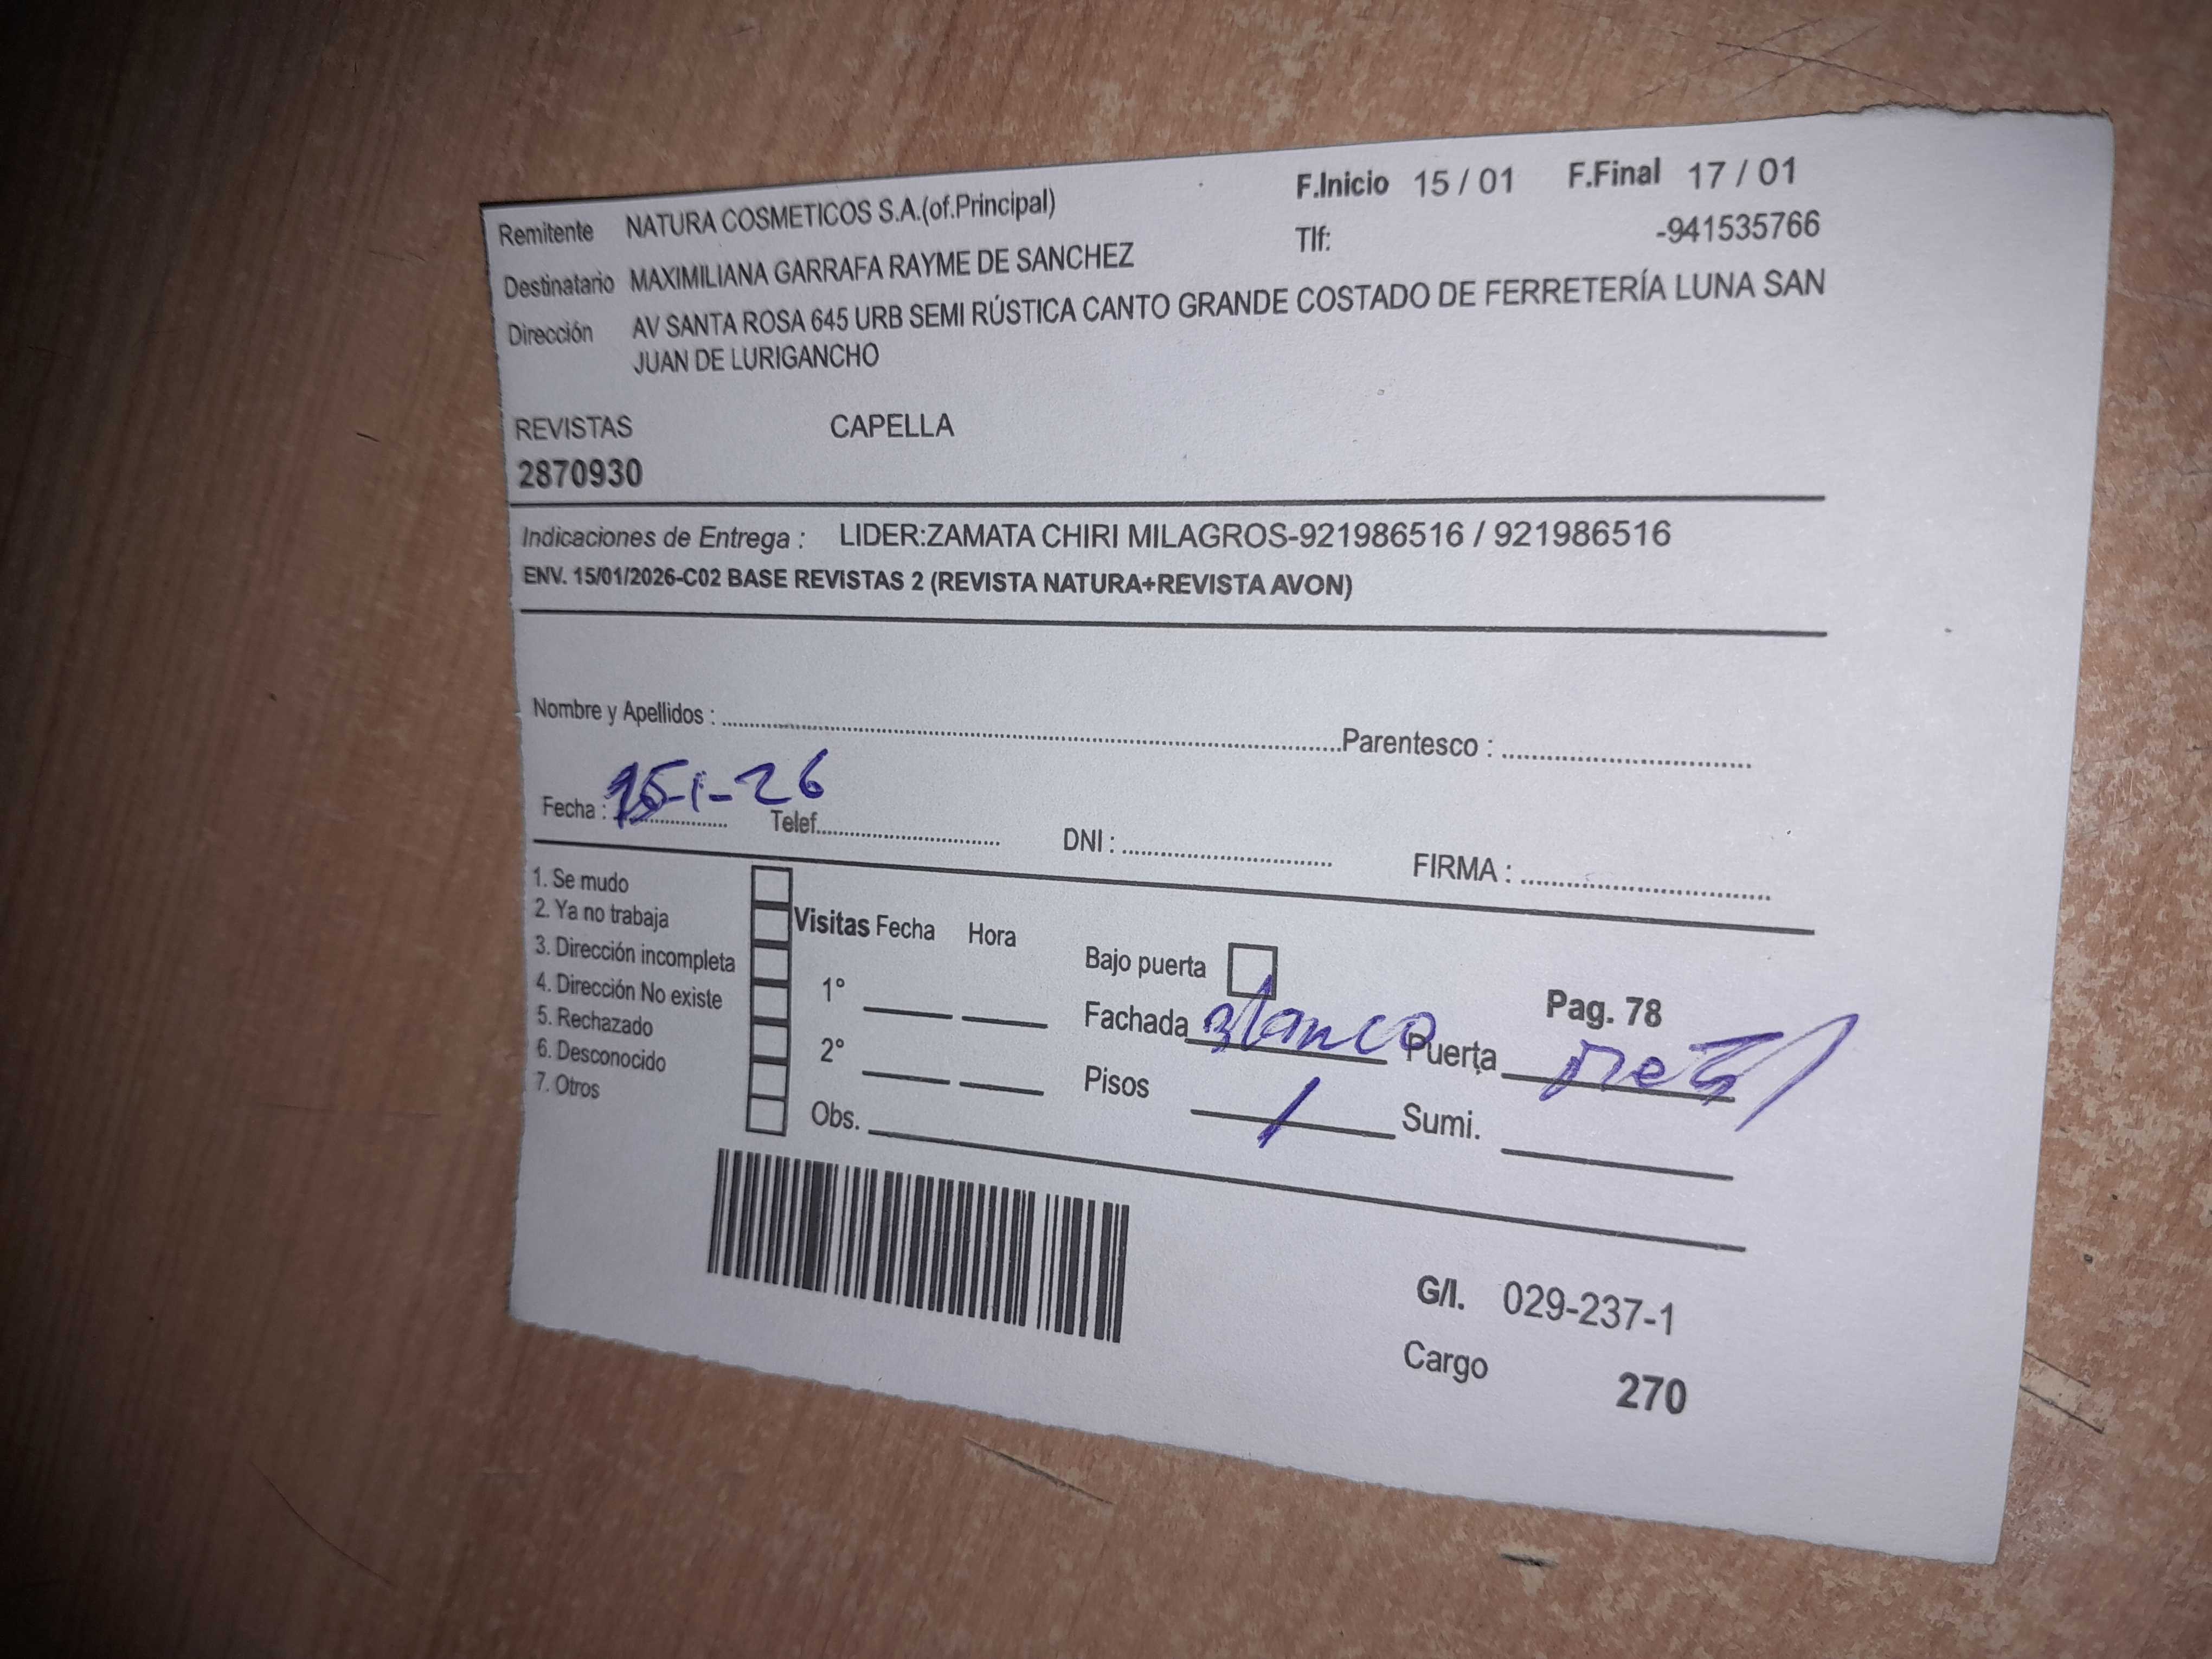 Remitente NATURA COSMETICOS S.A.(of.Principal) F.Inicio 15 / 01 F.Final 17 / 01
Destinatario MAXIMILIANA GARRAFA RAYME DE SANCHEZ Tlf: -941535766
Dirección AV SANTA ROSA 645 URB SEMI RÚSTICA CANTO GRANDE COSTADO DE FERRETERÍA LUNA SAN
JUAN DE LURIGANCHO
REVISTAS CAPELLA
2870930
Indicaciones de Entrega : LIDER:ZAMATA CHIRI MILAGROS-921986516 / 921986516
ENV. 15/01/2026-C02 BASE REVISTAS 2 (REVISTA NATURA+REVISTA AVON)
Nombre y Apellidos : Parentesco :
Fecha : 15-1-26 Telef. DNI : FIRMA :
1. Se mudo
2. Ya no trabaja
3. Dirección incompleta
4. Dirección No existe
5. Rechazado
6. Desconocido
7. Otros
Visitas Fecha Hora
1°
2°
Obs.
Bajo puerta
Pag. 78
Fachada Blanco Puerta Metal
Pisos 1 Sumi.
G/I. 029-237-1
Cargo 270